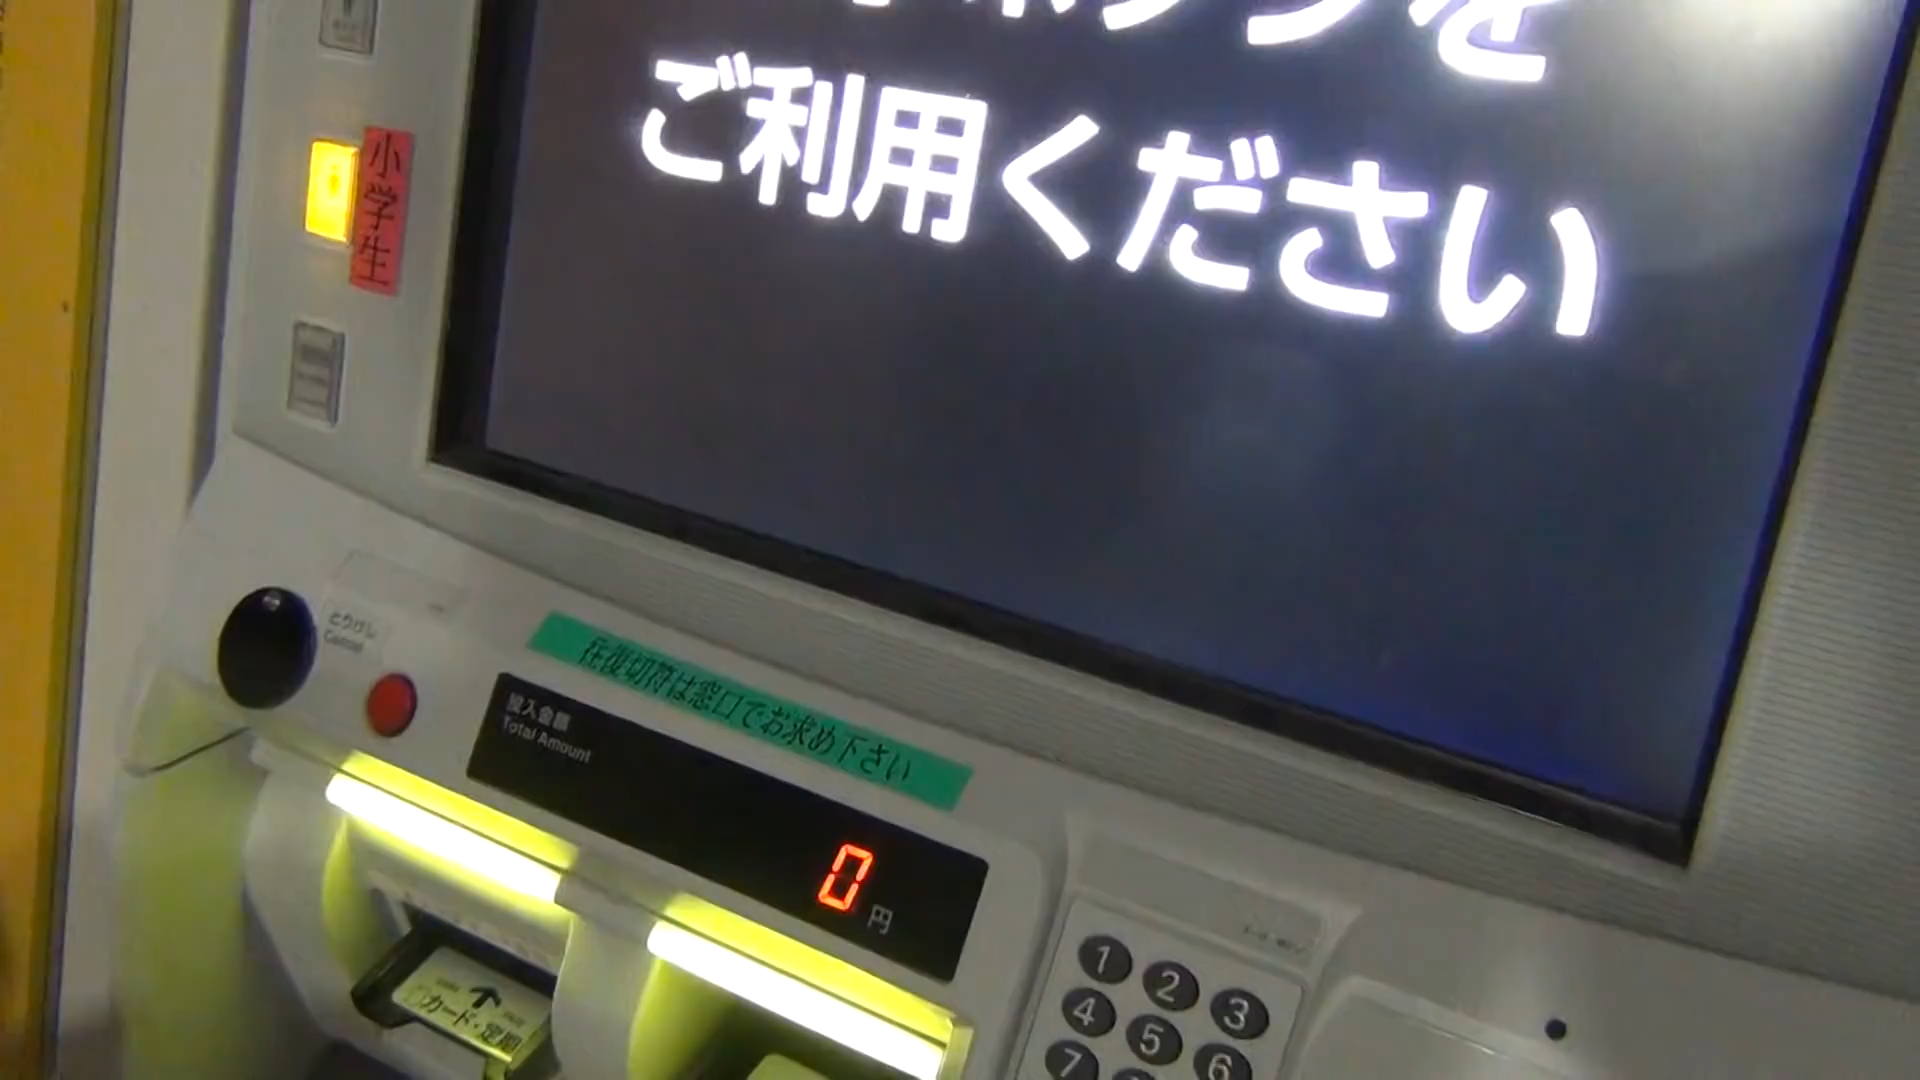 ご利用ください
小学生
とりけし
Cancel
往復切符は窓口でお求め下さい
投入金額
Total Amount
0
円
カード・定期
1 2 3
4 5 6
7